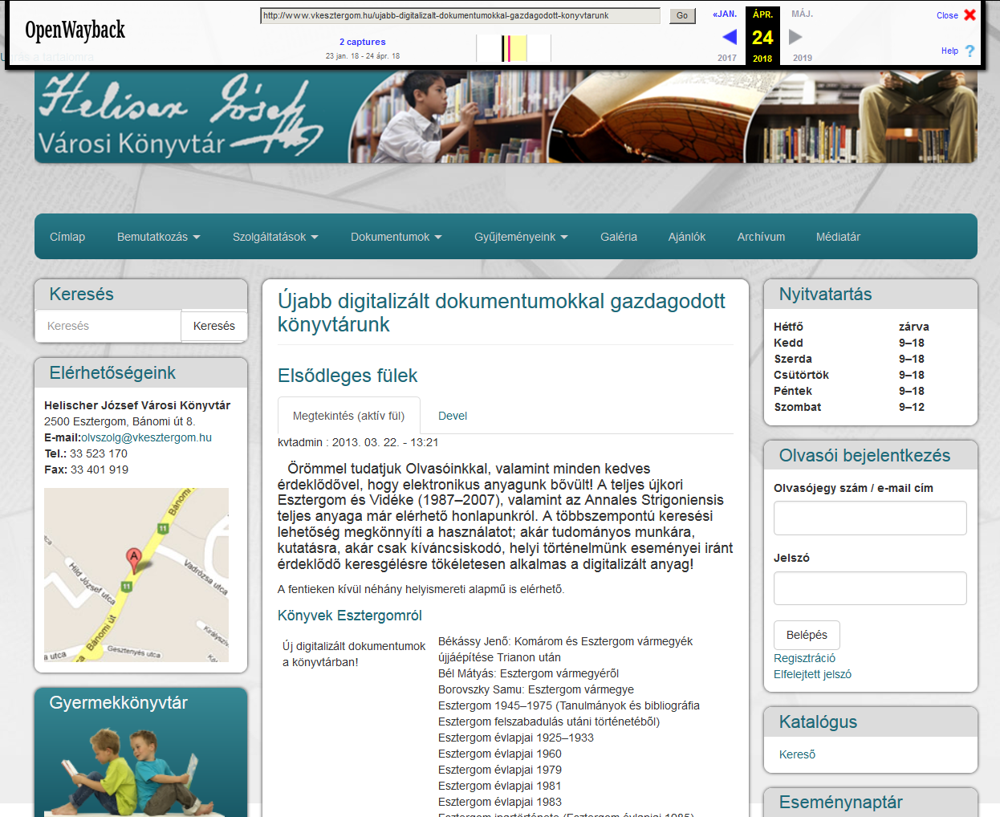 OpenWayback
http://www.vkesztergom.hu/ujabb-digitalizalt-dokumentumokkal-gazdagodott-konyvtarunk
Go
2 captures
23 jan. 18 - 24 ápr. 18
«JAN.
ÁPR.
MÁJ.
24
2017
2018
2019
Close
Help
Ugrás a tartalomra
Helischer József
Városi Könyvtár
Címlap
Bemutatkozás
Szolgáltatások
Dokumentumok
Gyűjteményeink
Galéria
Ajánlók
Archívum
Médiatár
Keresés
Keresés
Keresés
Elérhetőségeink
Helischer József Városi Könyvtár
2500 Esztergom, Bánomi út 8.
E-mail:olvszolg@vkesztergom.hu
Tel.: 33 523 170
Fax: 33 401 919
Bánomi út
11
A
Hild József utca
Vadrózsa utca
11
Bánomi út
Gesztenyés utca
a utca
Gyermekkönyvtár
Újabb digitalizált dokumentumokkal gazdagodott
könyvtárunk
Elsődleges fülek
Megtekintés (aktív fül)
Devel
kvtadmin : 2013. 03. 22. - 13:21
Örömmel tudatjuk Olvasóinkkal, valamint minden kedves
érdeklődővel, hogy elektronikus anyagunk bővült! A teljes újkori
Esztergom és Vidéke (1987–2007), valamint az Annales Strigoniensis
teljes anyaga már elérhető honlapunkról. A többszempontú keresési
lehetőség megkönnyíti a használatot; akár tudományos munkára,
kutatásra, akár csak kíváncsiskodó, helyi történelmünk eseményei iránt
érdeklődő keresgélésre tökéletesen alkalmas a digitalizált anyag!
A fentieken kívül néhány helyismereti alapmű is elérhető.
Könyvek Esztergomról
Új digitalizált dokumentumok
a könyvtárban!
Békássy Jenő: Komárom és Esztergom vármegyék
újjáépítése Trianon után
Bél Mátyás: Esztergom vármegyéről
Borovszky Samu: Esztergom vármegye
Esztergom 1945–1975 (Tanulmányok és bibliográfia
Esztergom felszabadulás utáni történetéből)
Esztergom évlapjai 1925–1933
Esztergom évlapjai 1960
Esztergom évlapjai 1979
Esztergom évlapjai 1981
Esztergom évlapjai 1983
Esztergom ipartörténete (Esztergom évlapjai 1985)
Nyitvatartás
Hétfő zárva
Kedd 9–18
Szerda 9–18
Csütörtök 9–18
Péntek 9–18
Szombat 9–12
Olvasói bejelentkezés
Olvasójegy szám / e-mail cím
Jelszó
Belépés
Regisztráció
Elfelejtett jelszó
Katalógus
Kereső
Eseménynaptár